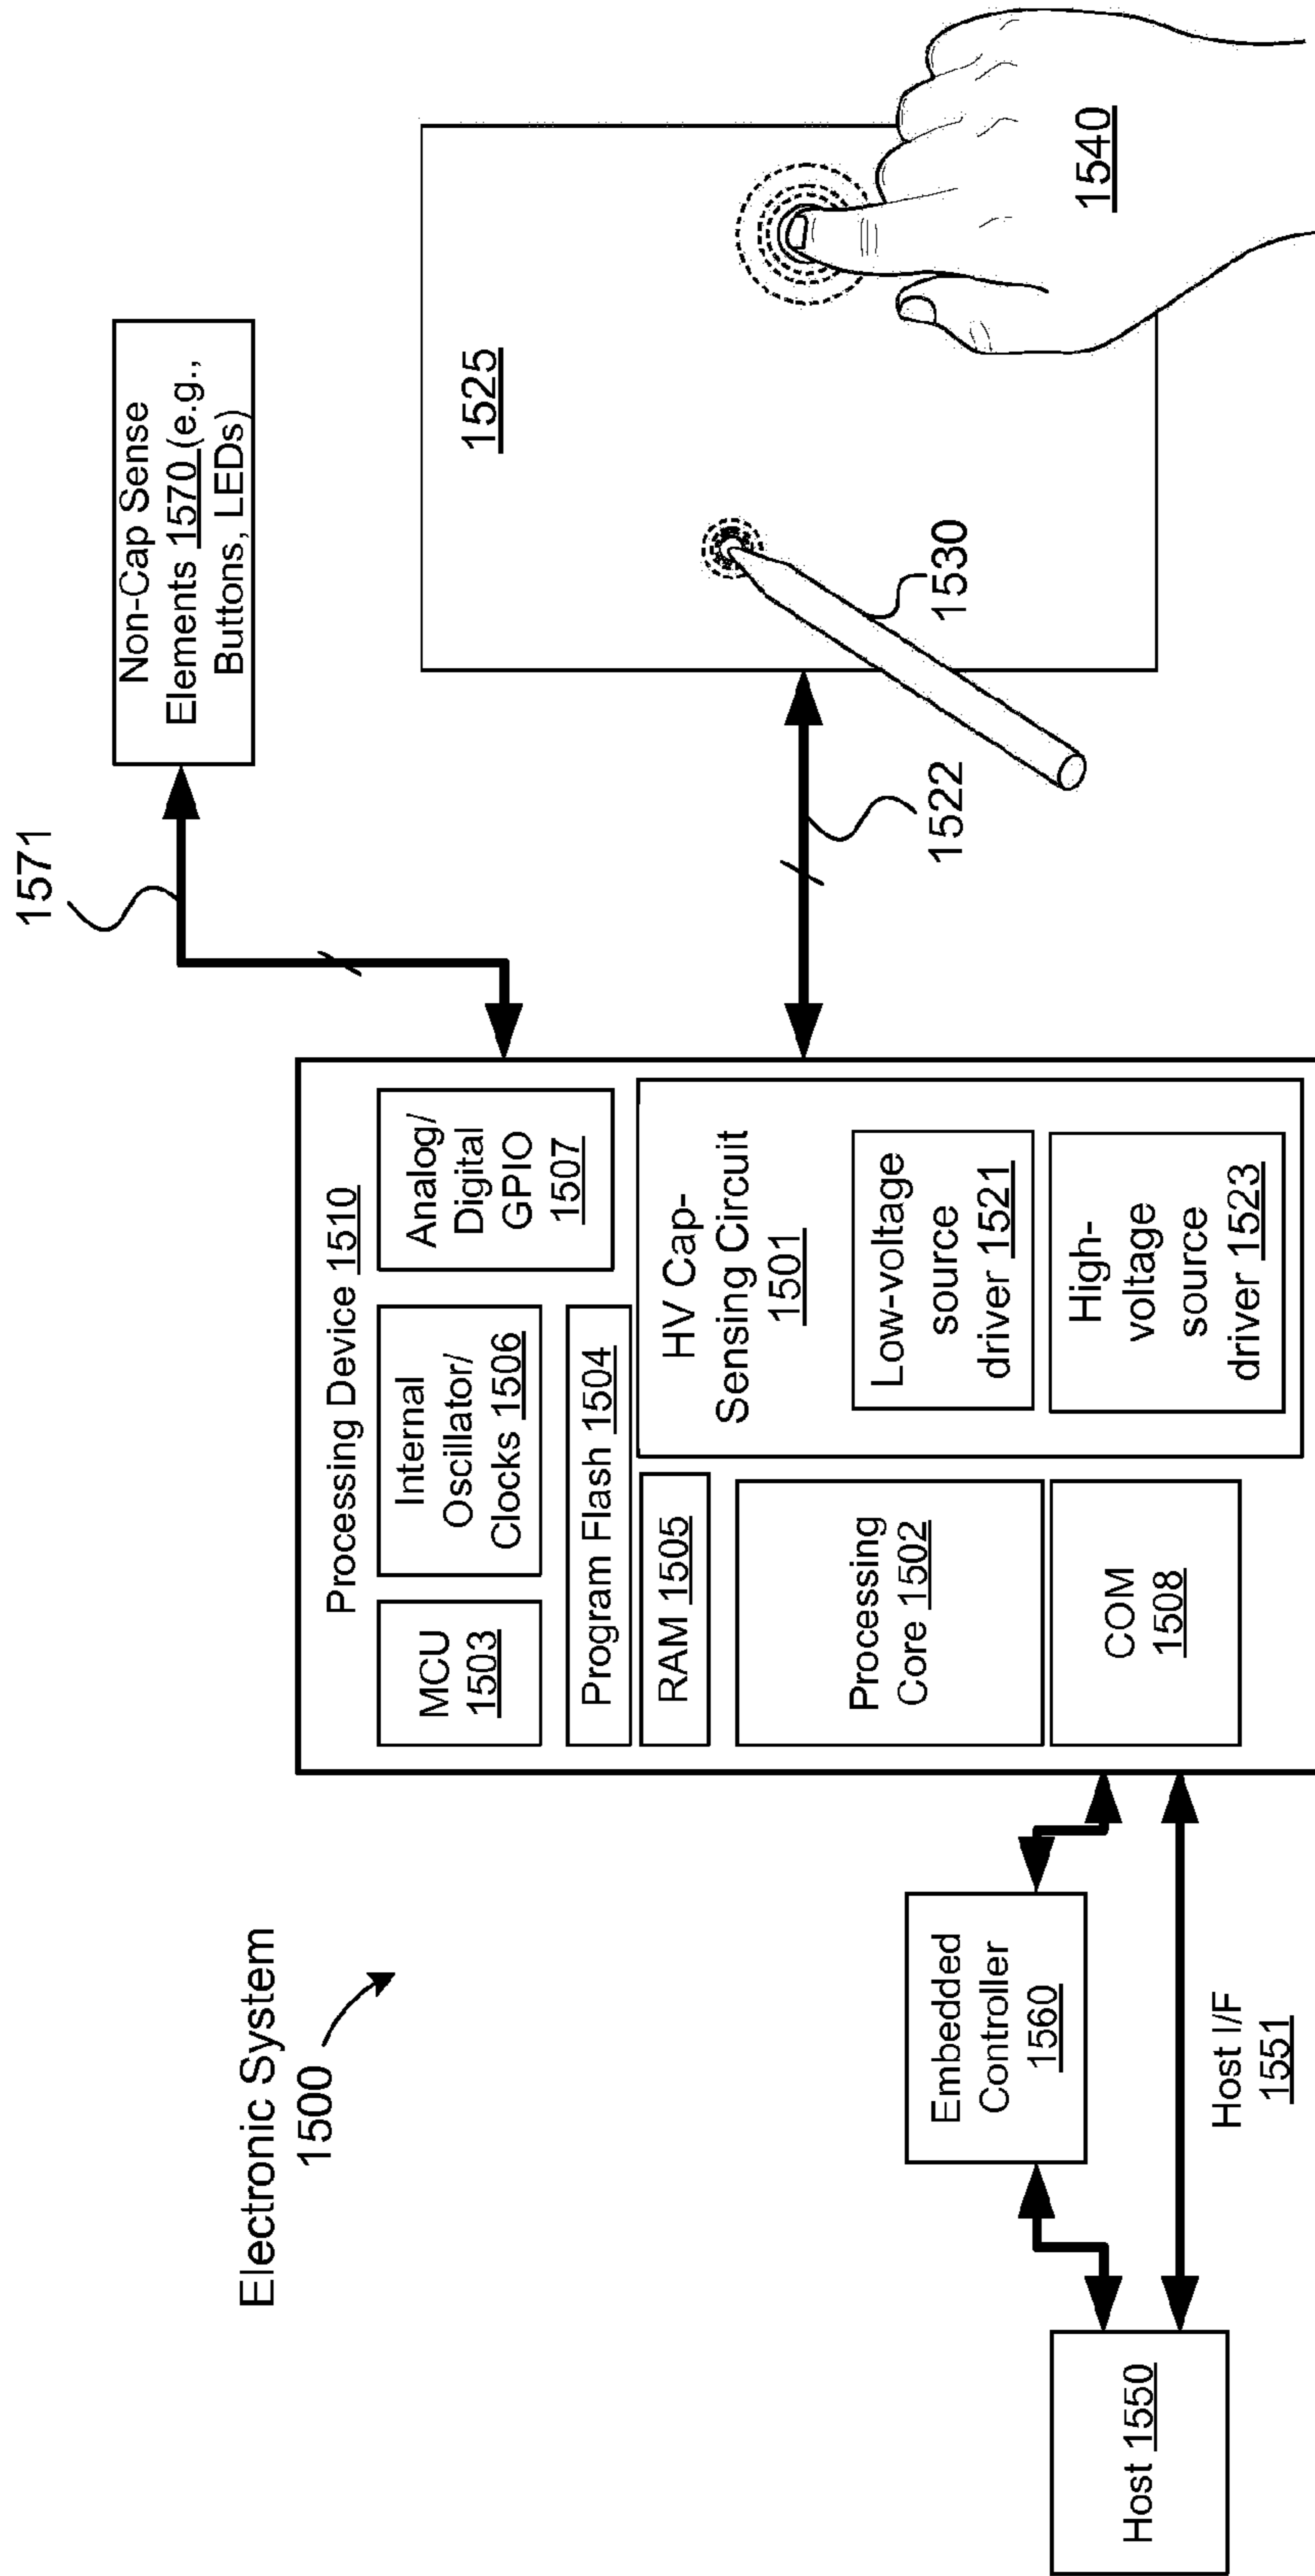 Electronic System
1500
Processing Device 1510
MCU
1503
Internal
Oscillator/
Clocks 1506
Analog/
Digital
GPIO
1507
Program Flash 1504
RAM 1505
Processing
Core 1502
COM
1508
HV Cap-
Sensing Circuit
1501
Low-voltage
source
driver 1521
High-
voltage
source
driver 1523
Host 1550
Embedded
Controller
1560
Host I/F
1551
1571
Non-Cap Sense
Elements 1570 (e.g.,
Buttons, LEDs)
1522
1525
1530
1540